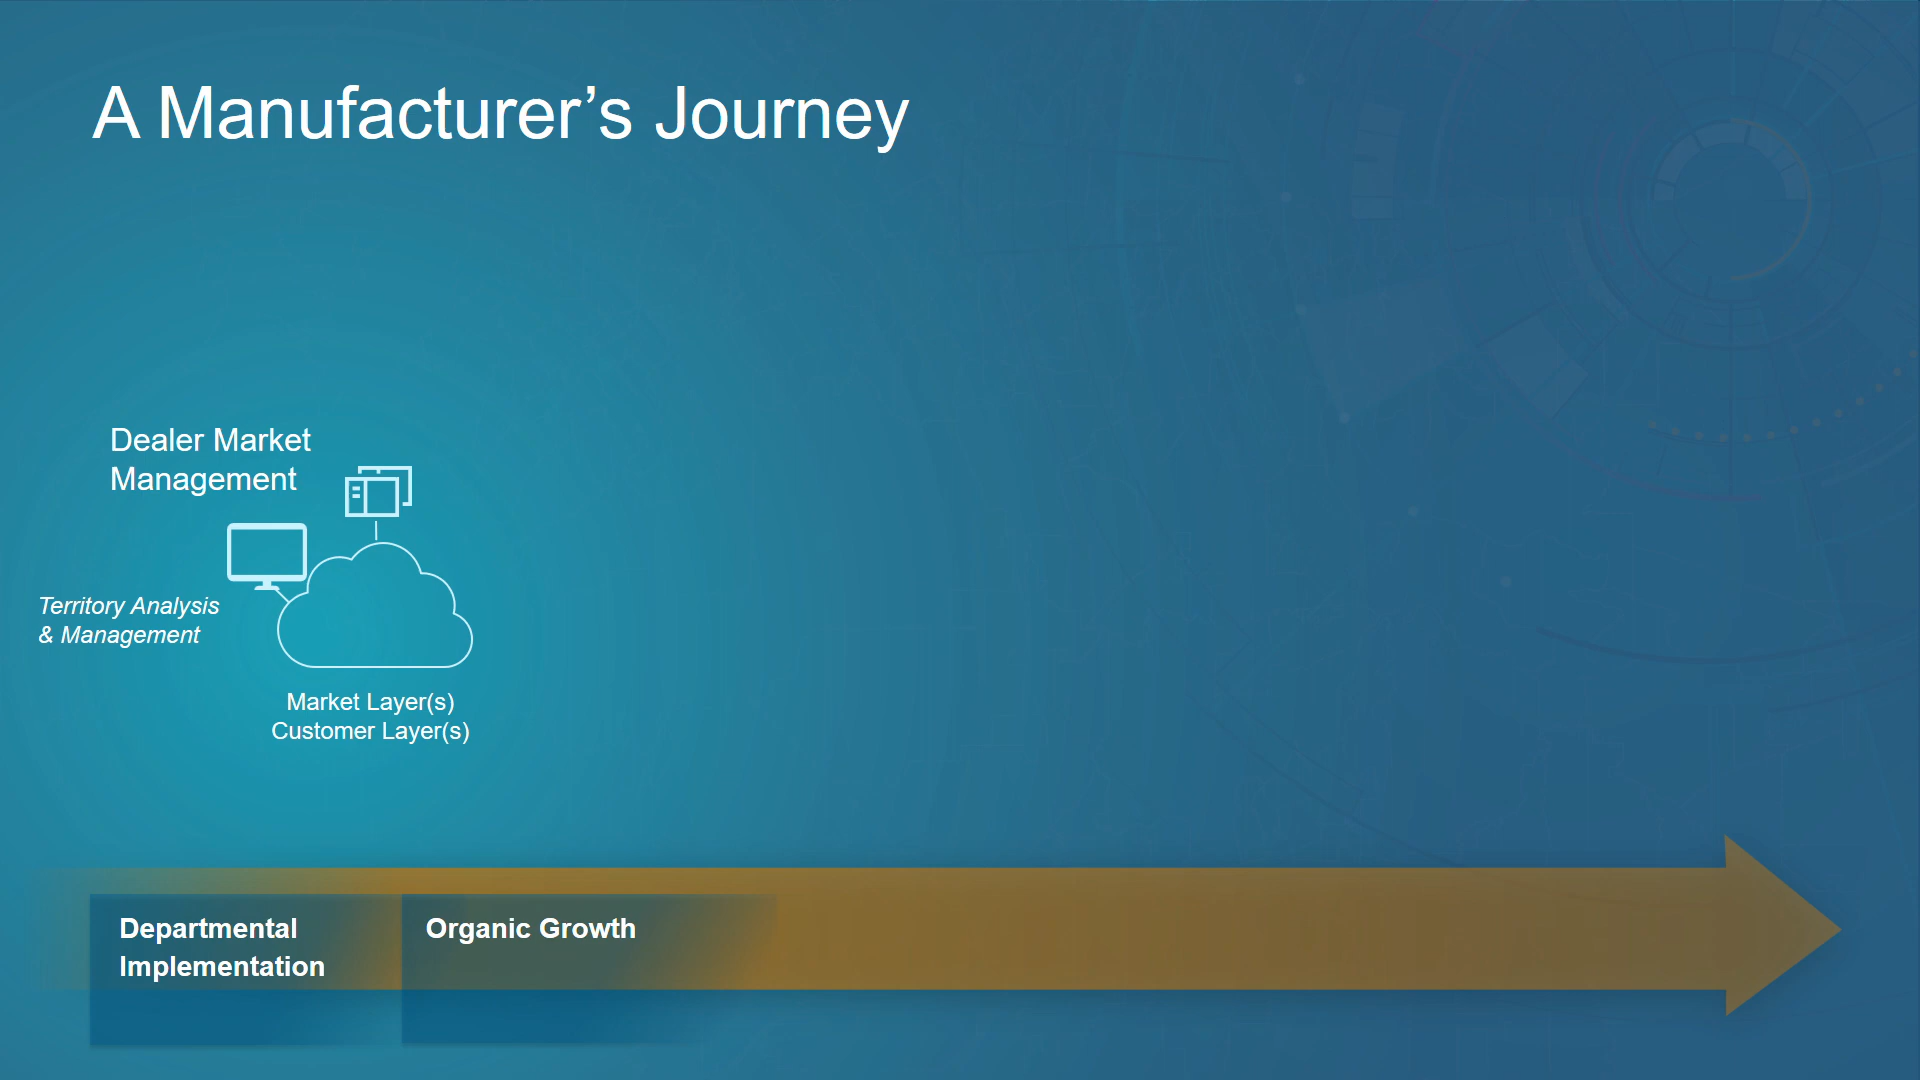 A Manufacturer’s Journey
Dealer Market
Management
Territory Analysis
& Management
Market Layer(s)
Customer Layer(s)
Departmental
Implementation
Organic Growth